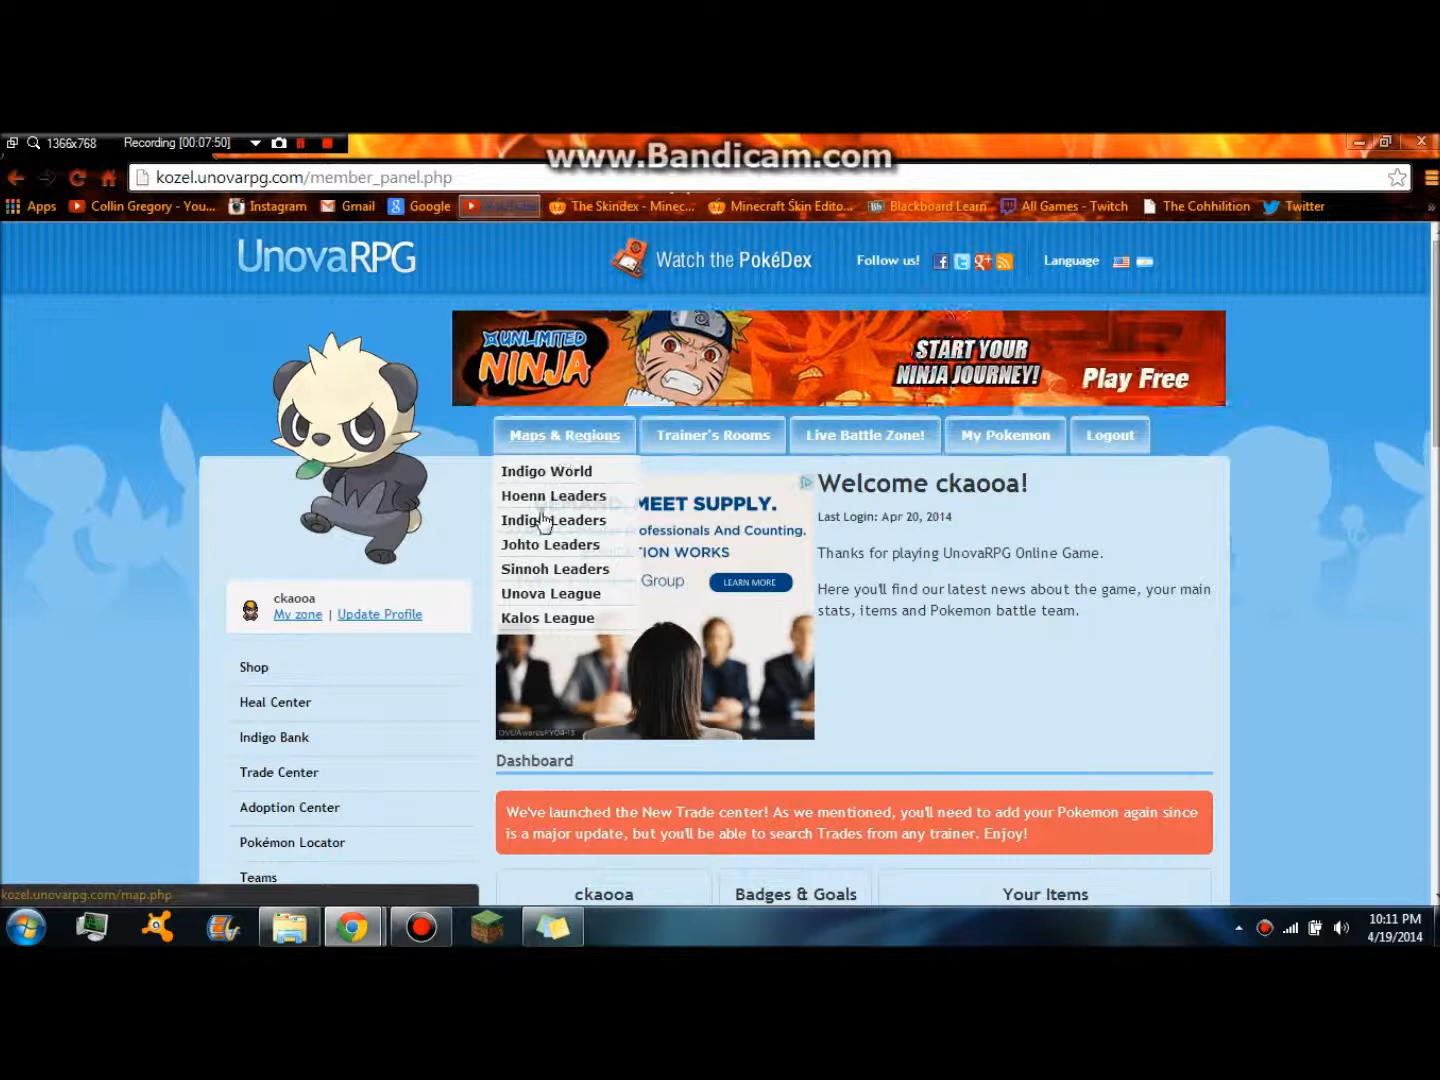 1366x768 Recording [00:07:50]
www.Bandicam.com
kozel.unovarpg.com/member_panel.php
Apps Collin Gregory - You... Instagram Gmail Google The Skindex - Minec... Minecraft Skin Edito... Blackboard Learn All Games - Twitch The Cohhilition Twitter
UnovaRPG Watch the PokéDex Follow us! Language
UNLIMITED NINJA START YOUR NINJA JOURNEY! Play Free
Maps & Regions Trainer's Rooms Live Battle Zone! My Pokemon Logout
Indigo World
Hoenn Leaders
Indigo Leaders
Johto Leaders
Sinnoh Leaders
Unova League
Kalos League
MEET SUPPLY.
Professionals And Counting.
WORKS
Group LEARN MORE
Welcome ckaooa!
Last Login: Apr 20, 2014
Thanks for playing UnovaRPG Online Game.
Here you'll find our latest news about the game, your main
stats, items and Pokemon battle team.
ckaooa
My zone | Update Profile
Shop
Heal Center
Indigo Bank
Trade Center
Adoption Center
Pokémon Locator
Teams
Dashboard
We've launched the New Trade center! As we mentioned, you'll need to add your Pokemon again since
is a major update, but you'll be able to search Trades from any trainer. Enjoy!
ckaooa Badges & Goals Your Items
kozel.unovarpg.com/map.php
10:11 PM
4/19/2014